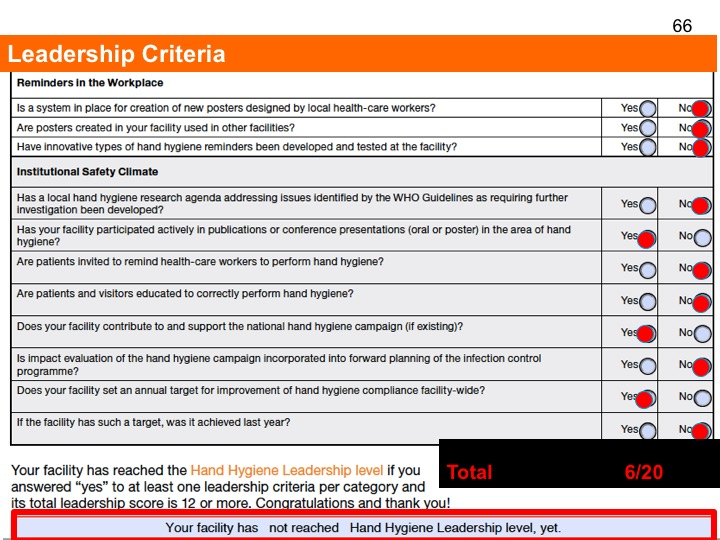 66
Leadership Criteria
Reminders in the Workplace
Is a system in place for creation of new posters designed by local health-care workers? Yes No
Are posters created in your facility used in other facilities? Yes No
Have innovative types of hand hygiene reminders been developed and tested at the facility? Yes No
Institutional Safety Climate
Has a local hand hygiene research agenda addressing issues identified by the WHO Guidelines as requiring further
investigation been developed? Yes No
Has your facility participated actively in publications or conference presentations (oral or poster) in the area of hand
hygiene? Yes No
Are patients invited to remind health-care workers to perform hand hygiene? Yes No
Are patients and visitors educated to correctly perform hand hygiene? Yes No
Does your facility contribute to and support the national hand hygiene campaign (if existing)? Yes No
Is impact evaluation of the hand hygiene campaign incorporated into forward planning of the infection control
programme? Yes No
Does your facility set an annual target for improvement of hand hygiene compliance facility-wide? Yes No
If the facility has such a target, was it achieved last year? Yes No
Total 6/20
Your facility has reached the Hand Hygiene Leadership level if you
answered “yes” to at least one leadership criteria per category and
its total leadership score is 12 or more. Congratulations and thank you!
Your facility has not reached Hand Hygiene Leadership level, yet.